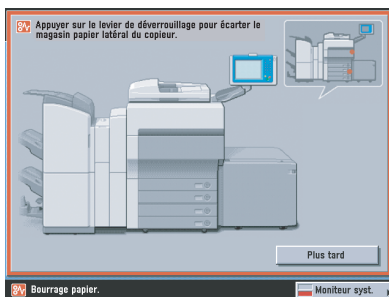 Appuyer sur le levier de déverrouillage pour écarter le
magasin papier latéral du copieur.
Plus tard
Bourrage papier.
Moniteur syst.